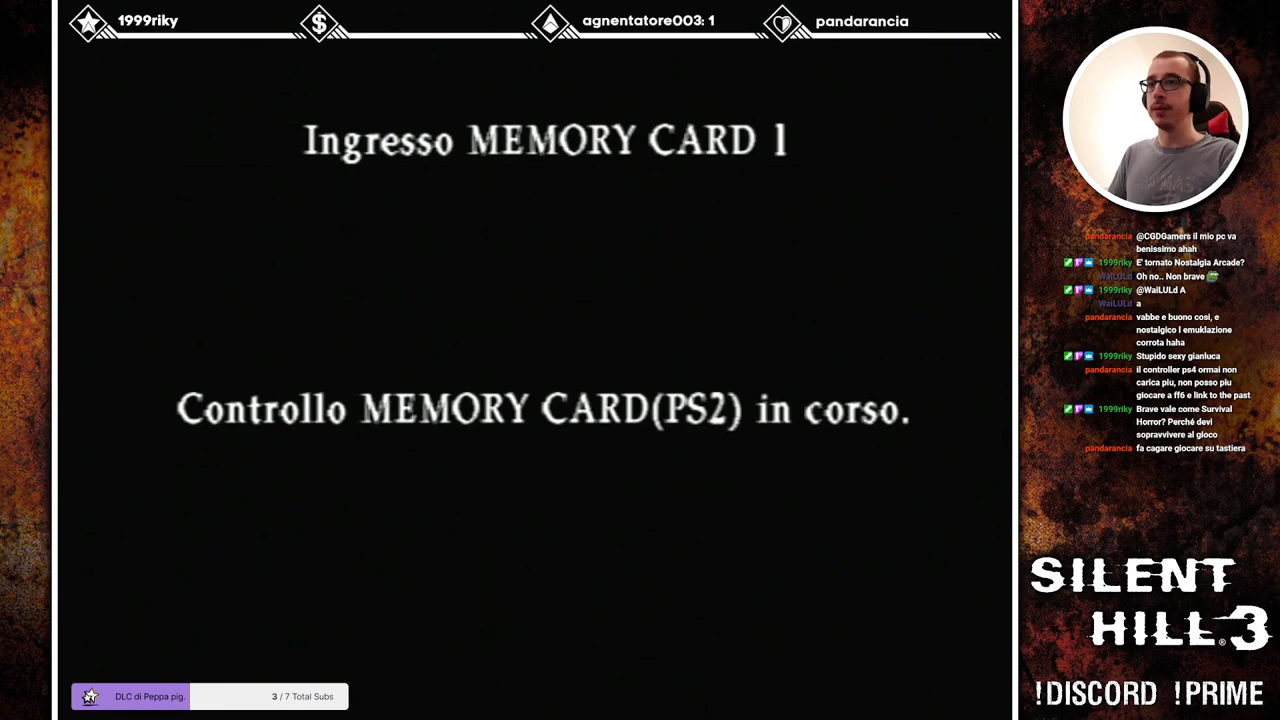 1999riky
agnentatore003: 1
pandarancia
Ingresso MEMORY CARD 1
Controllo MEMORY CARD(PS2) in corso.
DLC di Peppa pig.
3 / 7 Total Subs
pandarancia @CGDGamers il mio pc va
benissimo ahah
1999riky E' tornato Nostalgia Arcade?
WaiLULd Oh no.. Non brave
1999riky @WaiLULd A
WaiLULd a
pandarancia vabbe e buono cosi, e
nostalgico l emuklazione
corrota haha
1999riky Stupido sexy gianluca
pandarancia il controller ps4 ormai non
carica piu, non posso piu
giocare a ff6 e link to the past
1999riky Brave vale come Survival
Horror? Perché devi
sopravvivere al gioco
pandarancia fa cagare giocare su tastiera
SILENT
HILL® 3
!DISCORD !PRIME